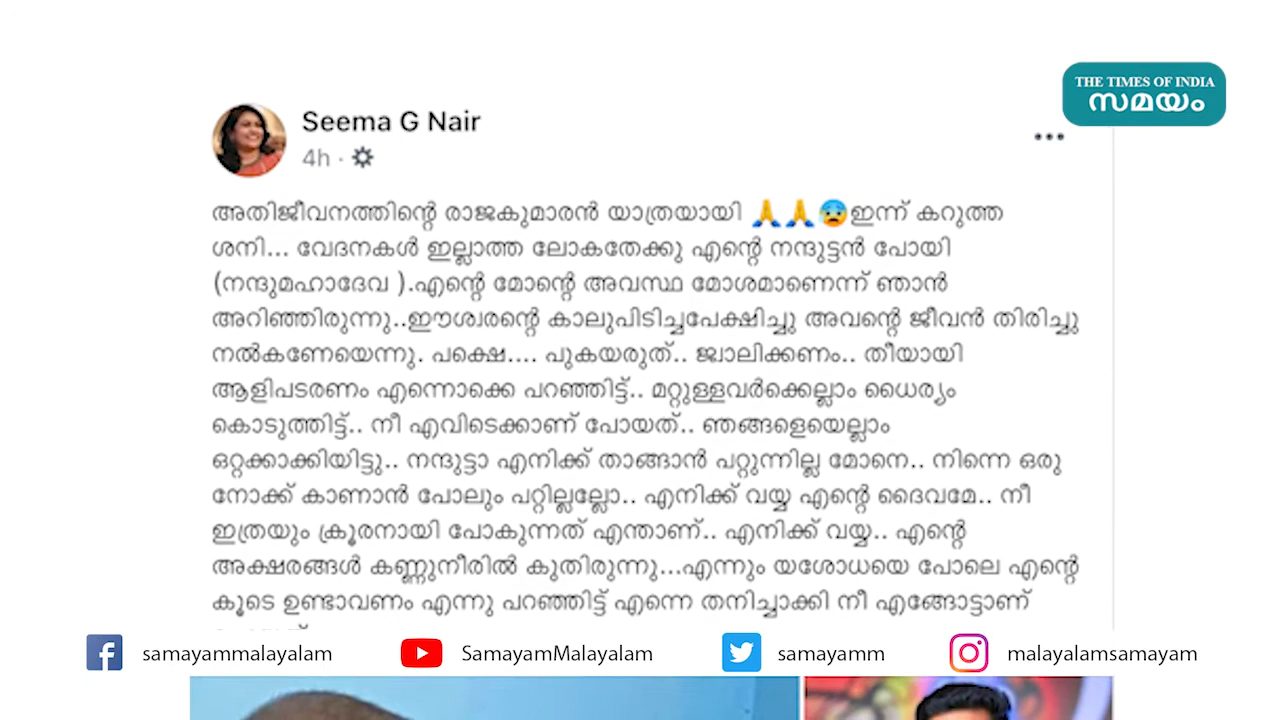 THE TIMES OF INDIA
സമയം
Seema G Nair
4h ·
അതിജീവനത്തിന്റെ രാജകുമാരൻ യാത്രയായി 🙏🙏😰ഇന്ന് കറുത്ത
ശനി... വേദനകൾ ഇല്ലാത്ത ലോകതേക്കു എന്റെ നന്ദുട്ടൻ പോയി
(നന്ദുമഹാദേവ ).എന്റെ മോന്റെ അവസ്ഥ മോശമാണെന്ന് ഞാൻ
അറിഞ്ഞിരുന്നു..ഈശ്വരന്റെ കാലുപിടിച്ചപേക്ഷിച്ചു അവന്റെ ജീവൻ തിരിച്ചു
നൽകണേയെന്നു. പക്ഷെ.... പുകയരുത്.. ജ്വാലിക്കണം.. തീയായി
ആളിപടരണം എന്നൊക്കെ പറഞ്ഞിട്ട്.. മറ്റുള്ളവർക്കെല്ലാം ധൈര്യം
കൊടുത്തിട്ട്.. നീ എവിടെക്കാണ് പോയത്.. ഞങ്ങളെയെല്ലാം
ഒറ്റക്കാക്കിയിട്ടു.. നന്ദുട്ടാ എനിക്ക് താങ്ങാൻ പറ്റുന്നില്ല മോനെ.. നിന്നെ ഒരു
നോക്ക് കാണാൻ പോലും പറ്റില്ലല്ലോ.. എനിക്ക് വയ്യ എന്റെ ദൈവമേ.. നീ
ഇത്രയും ക്രൂരനായി പോകുന്നത് എന്താണ്.. എനിക്ക് വയ്യ.. എന്റെ
അക്ഷരങ്ങൾ കണ്ണുനീരിൽ കുതിരുന്നു...എന്നും യശോധയെ പോലെ എന്റെ
കൂടെ ഉണ്ടാവണം എന്നു പറഞ്ഞിട്ട് എന്നെ തനിച്ചാക്കി നീ എങ്ങോട്ടാണ്
samayammalayalam
SamayamMalayalam
samayamm
malayalamsamayam